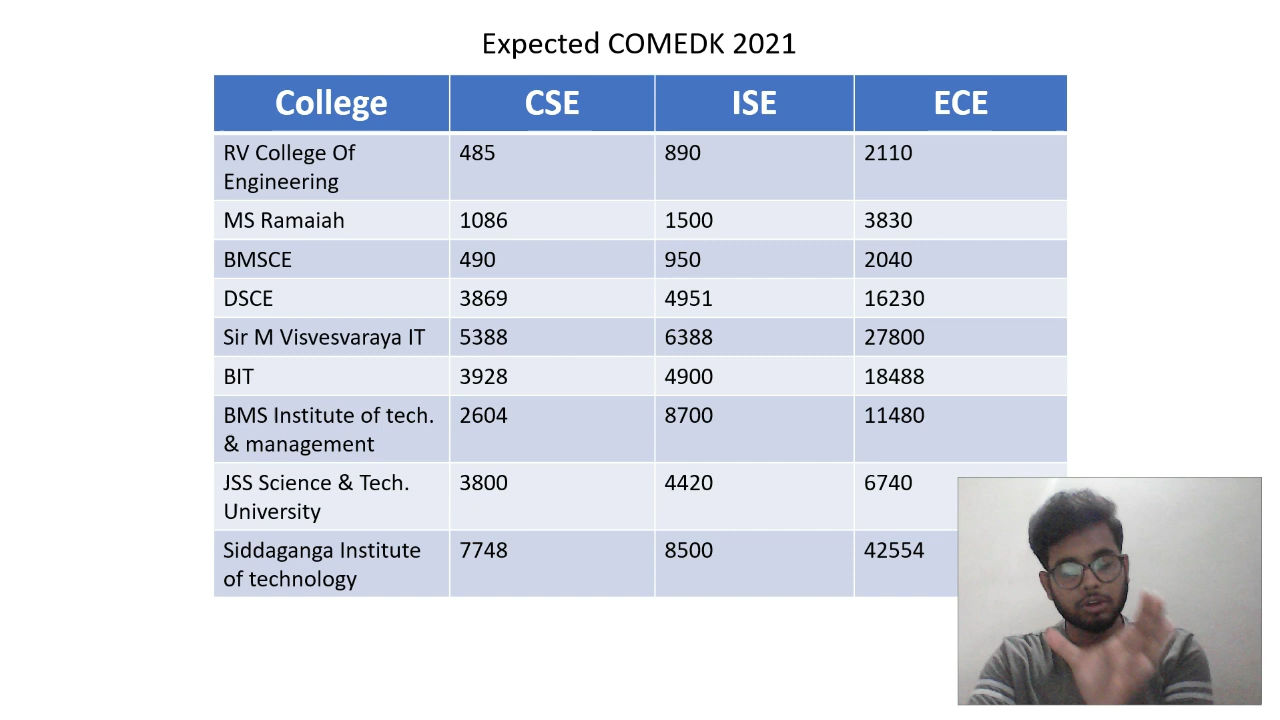 Expected COMEDK 2021
College CSE ISE ECE
RV College Of 485 890 2110
Engineering
MS Ramaiah 1086 1500 3830
BMSCE 490 950 2040
DSCE 3869 4951 16230
Sir M Visvesvaraya IT 5388 6388 27800
BIT 3928 4900 18488
BMS Institute of tech. 2604 8700 11480
& management
JSS Science & Tech. 3800 4420 6740
University
Siddaganga Institute 7748 8500 42554
of technology